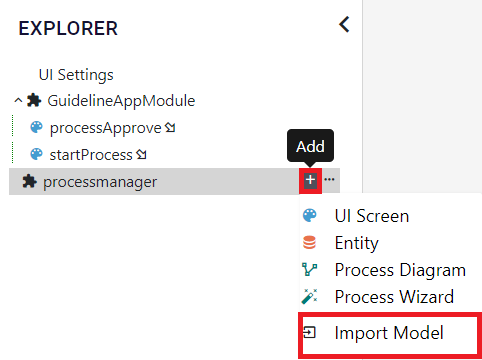 EXPLORER
UI Settings
GuidelineAppModule
processApprove
startProcess
Add
processmanager
UI Screen
Entity
Process Diagram
Process Wizard
Import Model